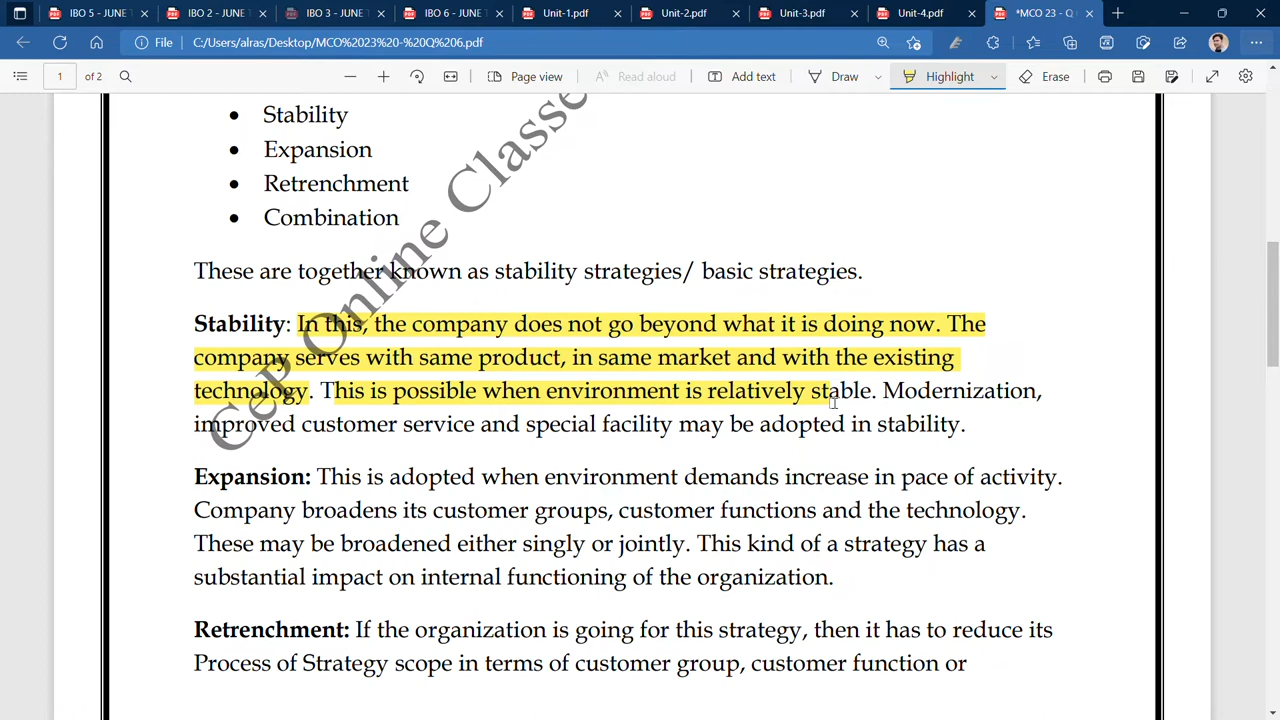 IBO 5 - JUNE
IBO 2 - JUNE
IBO 3 - JUNE
IBO 6 - JUNE
Unit-1.pdf
Unit-2.pdf
Unit-3.pdf
Unit-4.pdf
*MCO 23 - Q
File
C:/Users/alras/Desktop/MCO%2023%20-%20Q%206.pdf
1 of 2
Page view
Read aloud
Add text
Draw
Highlight
Erase
• Stability
• Expansion
• Retrenchment
• Combination
These are together known as stability strategies/ basic strategies.
Stability: In this, the company does not go beyond what it is doing now. The
company serves with same product, in same market and with the existing
technology. This is possible when environment is relatively stable. Modernization,
improved customer service and special facility may be adopted in stability.
Expansion: This is adopted when environment demands increase in pace of activity.
Company broadens its customer groups, customer functions and the technology.
These may be broadened either singly or jointly. This kind of a strategy has a
substantial impact on internal functioning of the organization.
Retrenchment: If the organization is going for this strategy, then it has to reduce its
Process of Strategy scope in terms of customer group, customer function or
CeP Online Classe